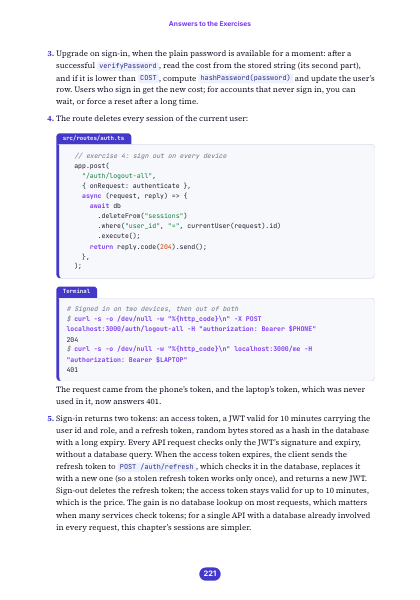 Answers to the Exercises
3. Upgrade on sign-in, when the plain password is available for a moment: after a
successful verifyPassword, read the cost from the stored string (its second part),
and if it is lower than COST, compute hashPassword(password) and update the user's
row. Users who sign in get the new cost; for accounts that never sign in, you can
wait, or force a reset after a long time.
4. The route deletes every session of the current user:
src/routes/auth.ts
// exercise 4: sign out on every device
app.post(
"/auth/logout-all",
{ onRequest: authenticate },
async (request, reply) => {
await db
.deleteFrom("sessions")
.where("user_id", "=", currentUser(request).id)
.execute();
return reply.code(204).send();
},
);
Terminal
# Signed in on two devices, then out of both
$ curl -s -o /dev/null -w "%{http_code}\n" -X POST
localhost:3000/auth/logout-all -H "authorization: Bearer $PHONE"
204
$ curl -s -o /dev/null -w "%{http_code}\n" localhost:3000/me -H
"authorization: Bearer $LAPTOP"
401
The request came from the phone's token, and the laptop's token, which was never
used in it, now answers 401.
5. Sign-in returns two tokens: an access token, a JWT valid for 10 minutes carrying the
user id and role, and a refresh token, random bytes stored as a hash in the database
with a long expiry. Every API request checks only the JWT's signature and expiry,
without a database query. When the access token expires, the client sends the
refresh token to POST /auth/refresh, which checks it in the database, replaces it
with a new one (so a stolen refresh token works only once), and returns a new JWT.
Sign-out deletes the refresh token; the access token stays valid for up to 10 minutes,
which is the price. The gain is no database lookup on most requests, which matters
when many services check tokens; for a single API with a database already involved
in every request, this chapter's sessions are simpler.
221